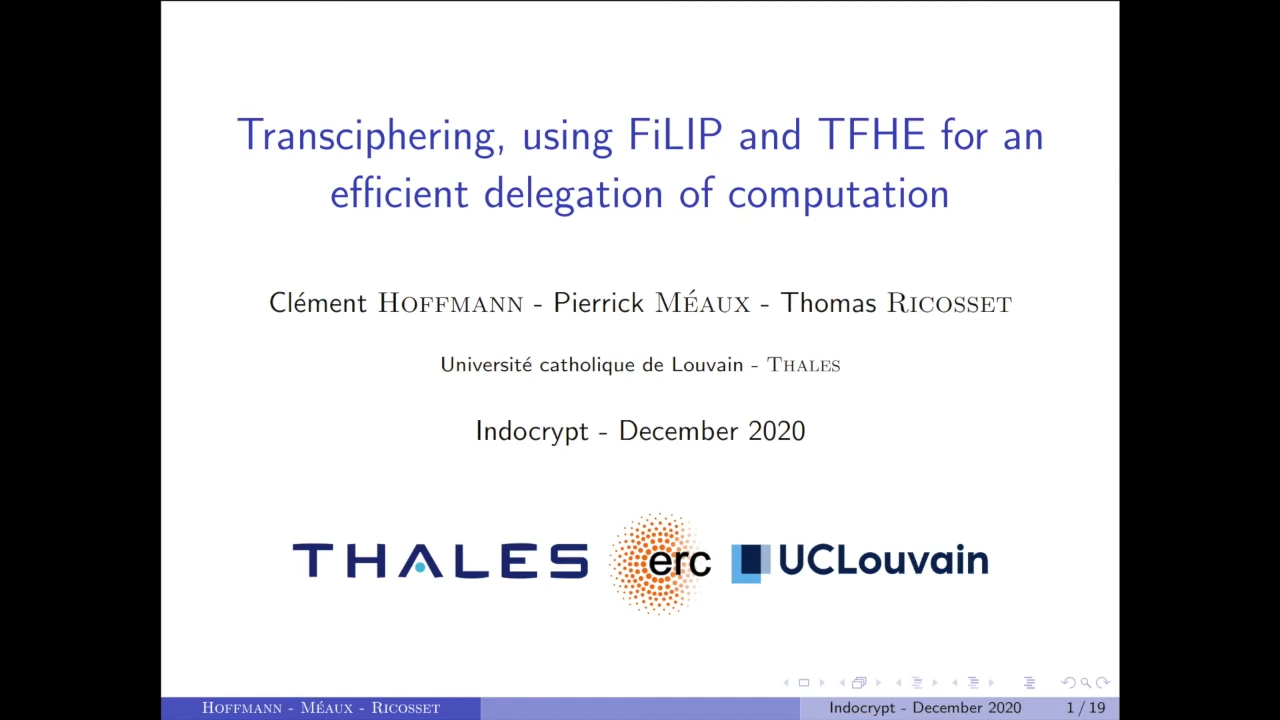 Transciphering, using FiLIP and TFHE for an
efficient delegation of computation
Clément Hoffmann - Pierrick Méaux - Thomas Ricosset
Université catholique de Louvain - Thales
Indocrypt - December 2020
THALES erc UCLouvain
Hoffmann - Méaux - Ricosset Indocrypt - December 2020 1 / 19